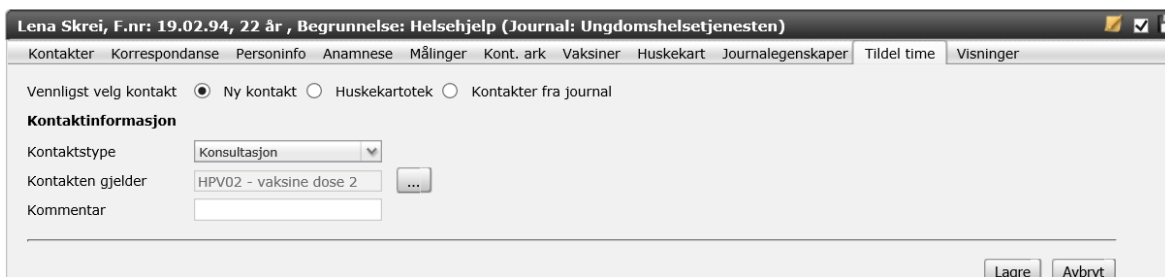 Lena Skrei, F.nr: 19.02.94, 22 år , Begrunnelse: Helsehjelp (Journal: Ungdomshelsetjenesten)
Kontakter Korrespondanse Personinfo Anamnese Målinger Kont. ark Vaksiner Huskekart Journalegenskaper Tildel time Visninger
Vennligst velg kontakt Ny kontakt Huskekartotek Kontakter fra journal
Kontaktinformasjon
Kontaktstype Konsultasjon
Kontakten gjelder HPV02 - vaksine dose 2 ...
Kommentar
Lagre Avbryt